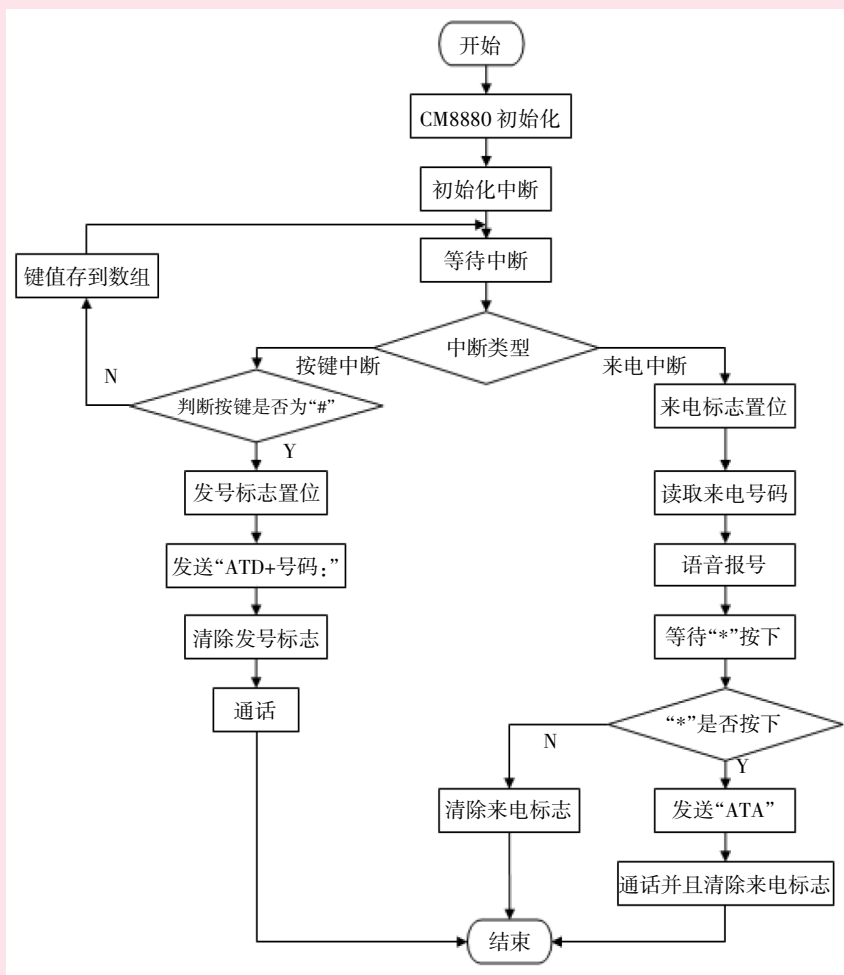 开始
CM8880 初始化
初始化中断
等待中断
键值存到数组
中断类型
按键中断
来电中断
N
判断按键是否为“#”
Y
来电标志置位
发号标志置位
读取来电号码
发送“ATD+号码：”
语音报号
清除发号标志
等待“*”按下
通话
“*”是否按下
N
Y
清除来电标志
发送“ATA”
通话并且清除来电标志
结束